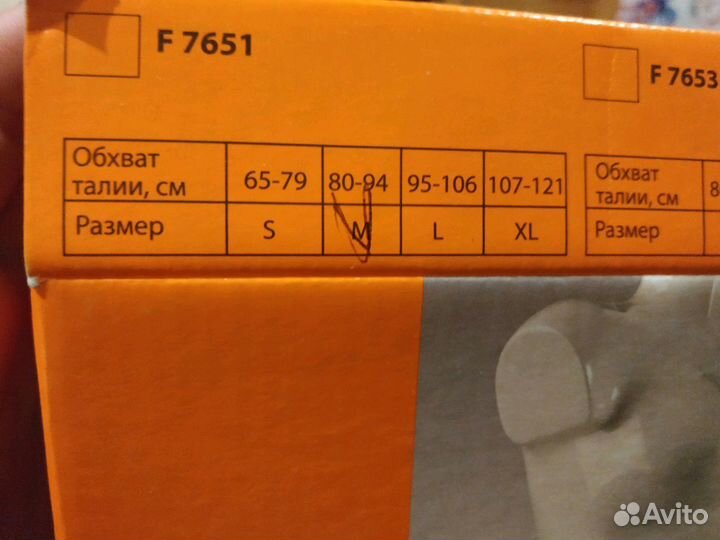 F 7651
F 7653
Обхват талии, см 65-79 80-94 95-106 107-121
Размер S M L XL
Обхват талии, см 8
Размер
Avito